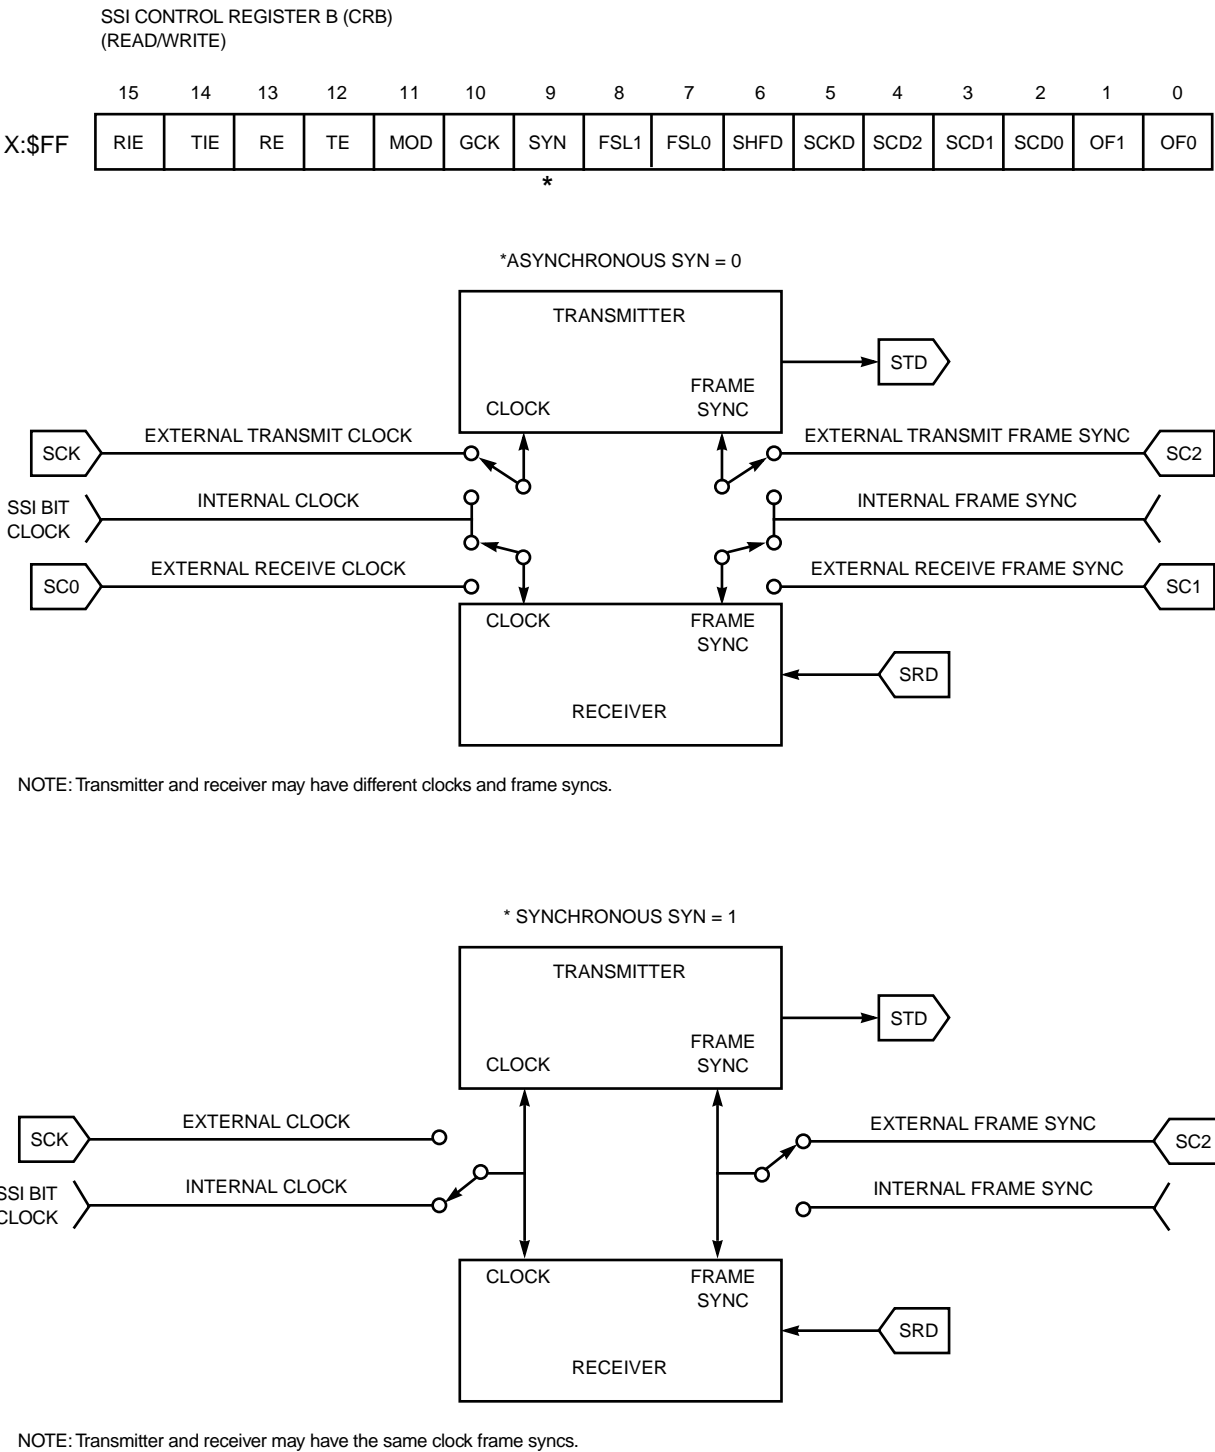 SSI CONTROL REGISTER B (CRB)
(READ/WRITE)
15 14 13 12 11 10 9 8 7 6 5 4 3 2 1 0
X:$FF RIE TIE RE TE MOD GCK SYN FSL1 FSL0 SHFD SCKD SCD2 SCD1 SCD0 OF1 OF0
*
*ASYNCHRONOUS SYN = 0
TRANSMITTER
STD
FRAME
CLOCK SYNC
SCK EXTERNAL TRANSMIT CLOCK EXTERNAL TRANSMIT FRAME SYNC SC2
SSI BIT
CLOCK INTERNAL CLOCK INTERNAL FRAME SYNC
SC0 EXTERNAL RECEIVE CLOCK EXTERNAL RECEIVE FRAME SYNC SC1
CLOCK FRAME
SYNC
SRD
RECEIVER
NOTE: Transmitter and receiver may have different clocks and frame syncs.
* SYNCHRONOUS SYN = 1
TRANSMITTER
STD
FRAME
CLOCK SYNC
SCK EXTERNAL CLOCK EXTERNAL FRAME SYNC SC2
SSI BIT
CLOCK INTERNAL CLOCK INTERNAL FRAME SYNC
CLOCK FRAME
SYNC
SRD
RECEIVER
NOTE: Transmitter and receiver may have the same clock frame syncs.